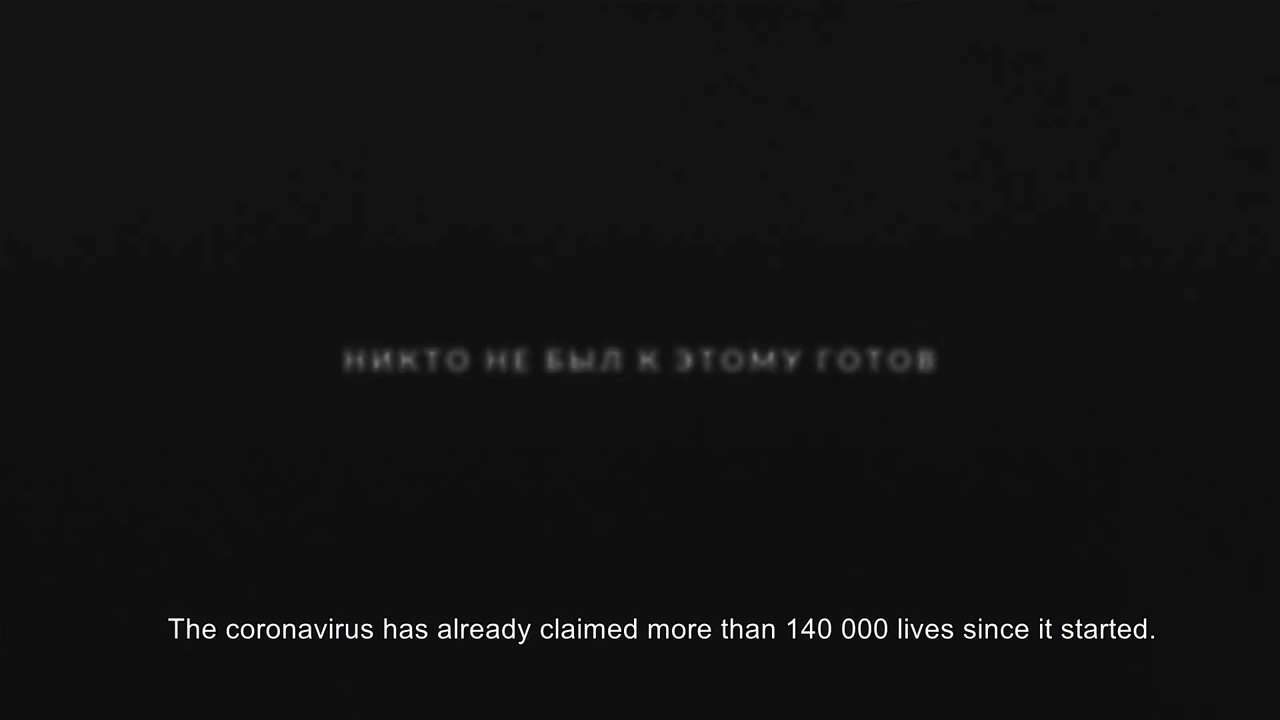 НИКТО НЕ БЫЛ К ЭТОМУ ГОТОВ
The coronavirus has already claimed more than 140 000 lives since it started.